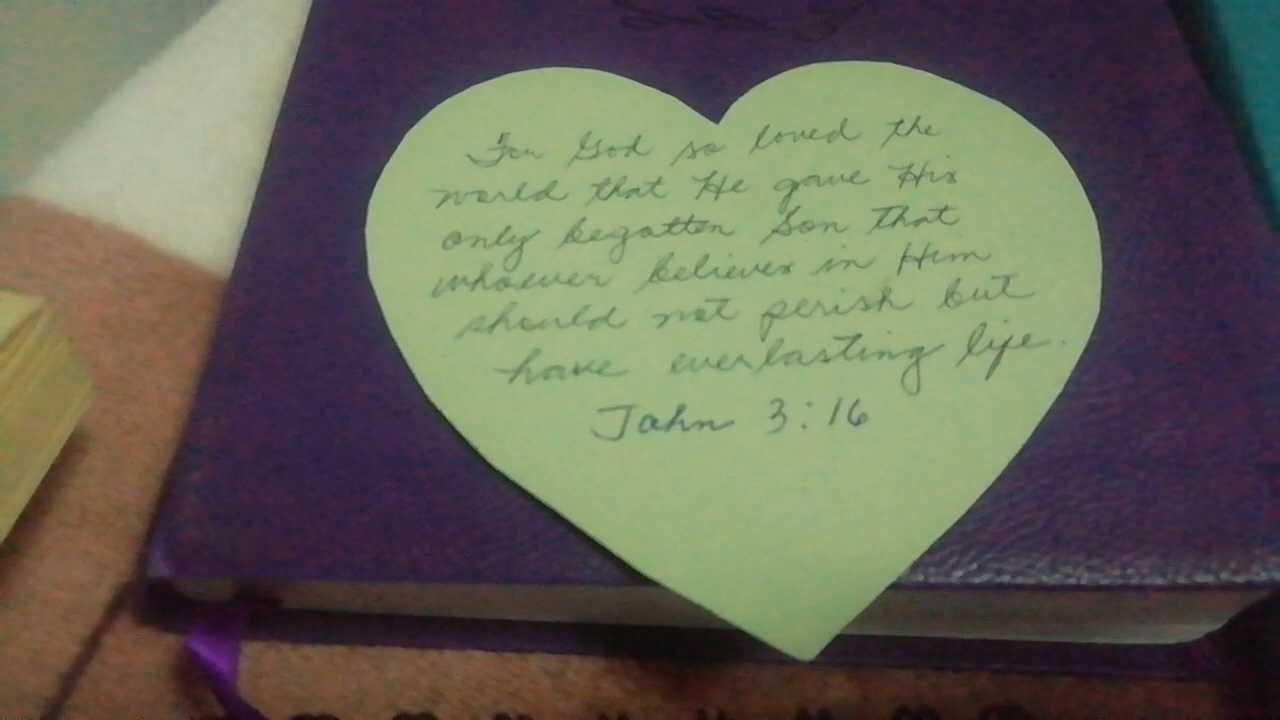 For God so loved the
world that He gave His
only begotten Son that
whoever believes in Him
should not perish but
have everlasting life.
John 3:16